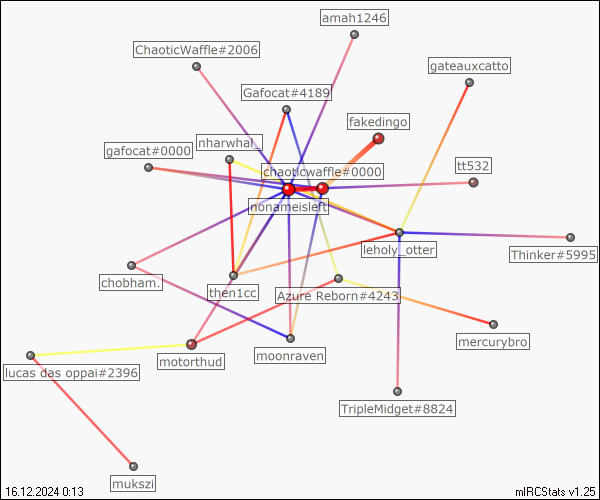 amah1246
ChaoticWaffle#2006
gateauxcatto
Gafocat#4189
fakedingo
nharwhal_
gafocat#0000
chaoticwaffle#0000
tt532
nonameisleft
leholy_otter
Thinker#5995
chobham.
then1cc
Azure Reborn#4243
mercurybro
moonraven
motorthud
lucas das oppai#2396
TripleMidget#8824
mukszi
16.12.2024 0:13
mIRCStats v1.25